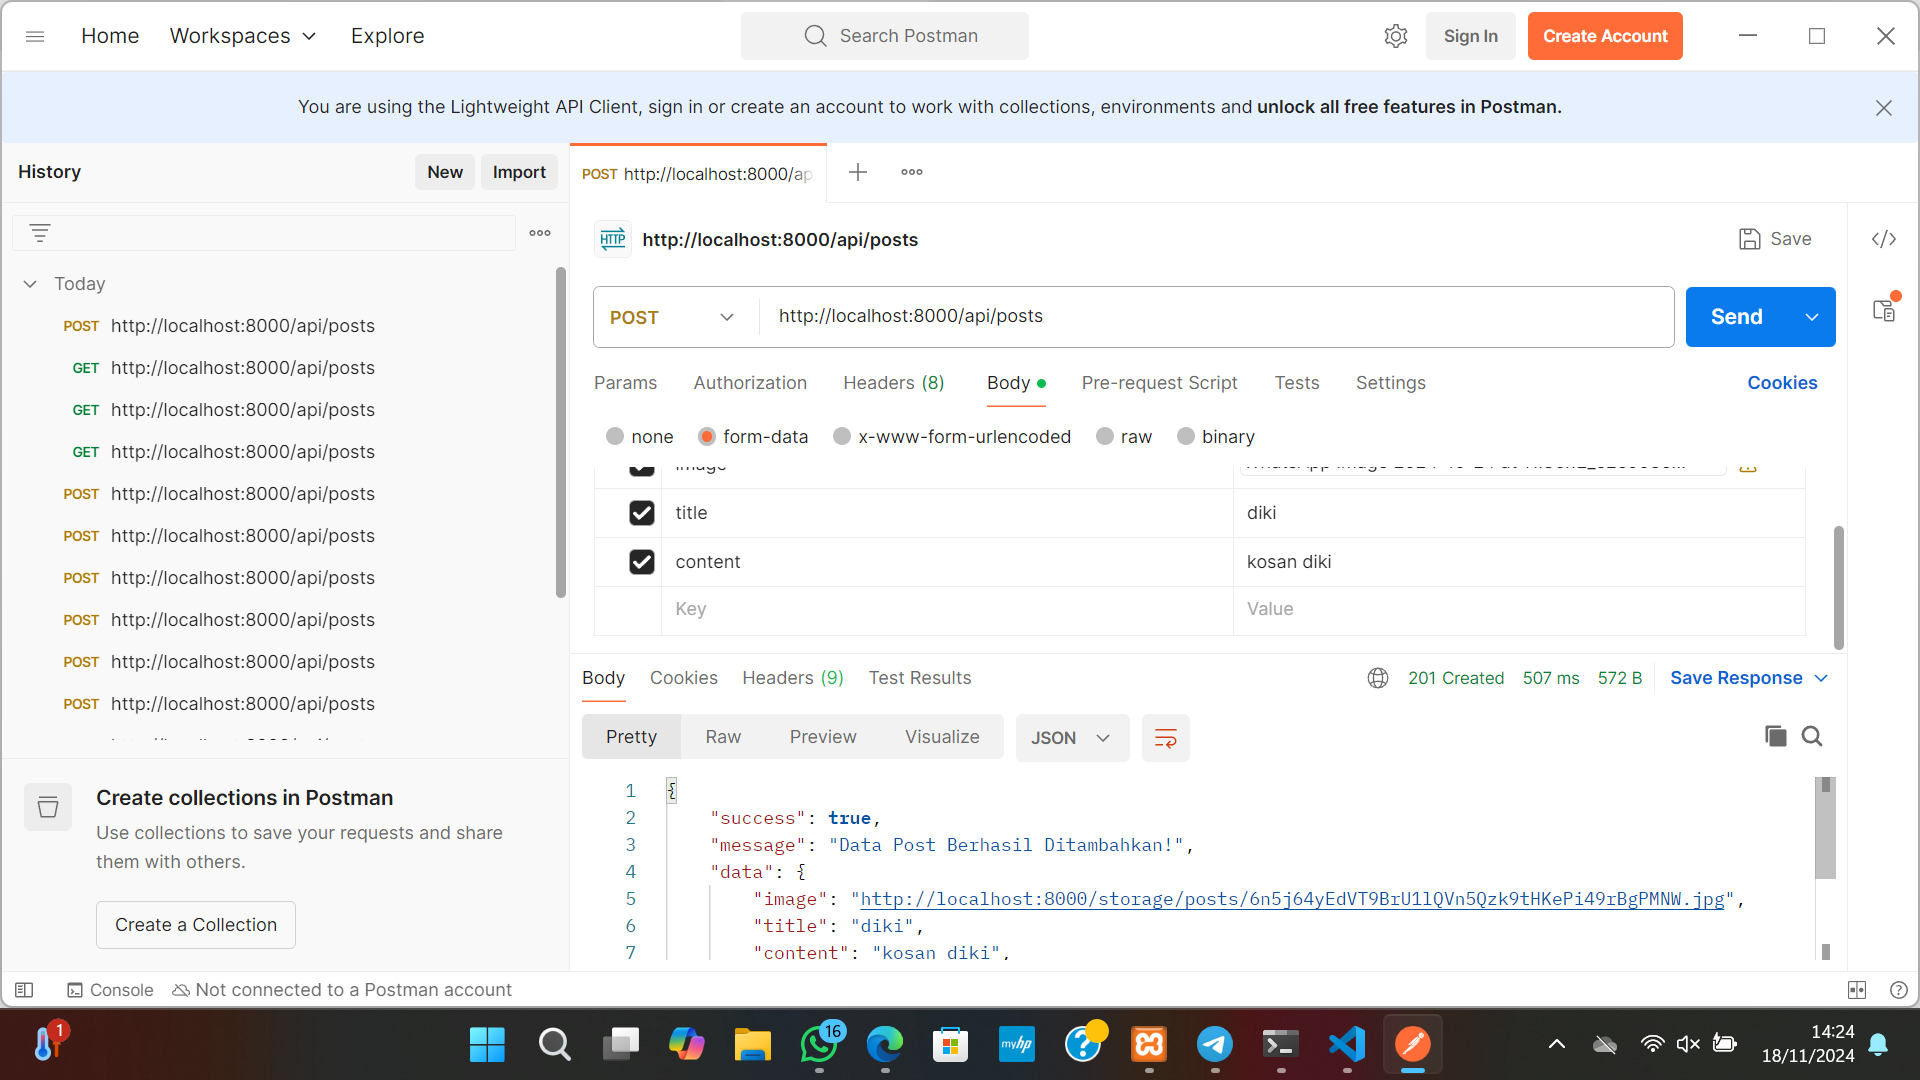 Home Workspaces Explore Search Postman Sign In Create Account
You are using the Lightweight API Client, sign in or create an account to work with collections, environments and unlock all free features in Postman.
History New Import
Today
POST http://localhost:8000/api/posts
GET http://localhost:8000/api/posts
GET http://localhost:8000/api/posts
GET http://localhost:8000/api/posts
POST http://localhost:8000/api/posts
POST http://localhost:8000/api/posts
POST http://localhost:8000/api/posts
POST http://localhost:8000/api/posts
POST http://localhost:8000/api/posts
POST http://localhost:8000/api/posts
Create collections in Postman
Use collections to save your requests and share
them with others.
Create a Collection
POST http://localhost:8000/ap
HTTP http://localhost:8000/api/posts Save
POST http://localhost:8000/api/posts Send
Params Authorization Headers (8) Body Pre-request Script Tests Settings Cookies
none form-data x-www-form-urlencoded raw binary
image WhatsApp Image
title diki
content kosan diki
Key Value
Body Cookies Headers (9) Test Results 201 Created 507 ms 572 B Save Response
Pretty Raw Preview Visualize JSON
1 {
2 "success": true,
3 "message": "Data Post Berhasil Ditambahkan!",
4 "data": {
5 "image": "http://localhost:8000/storage/posts/6n5j64yEdVT9BrU1lQVn5Qzk9tHKePi49rBgPMNW.jpg",
6 "title": "diki",
7 "content": "kosan diki",
Console Not connected to a Postman account
1 16 myhp 14:24
18/11/2024